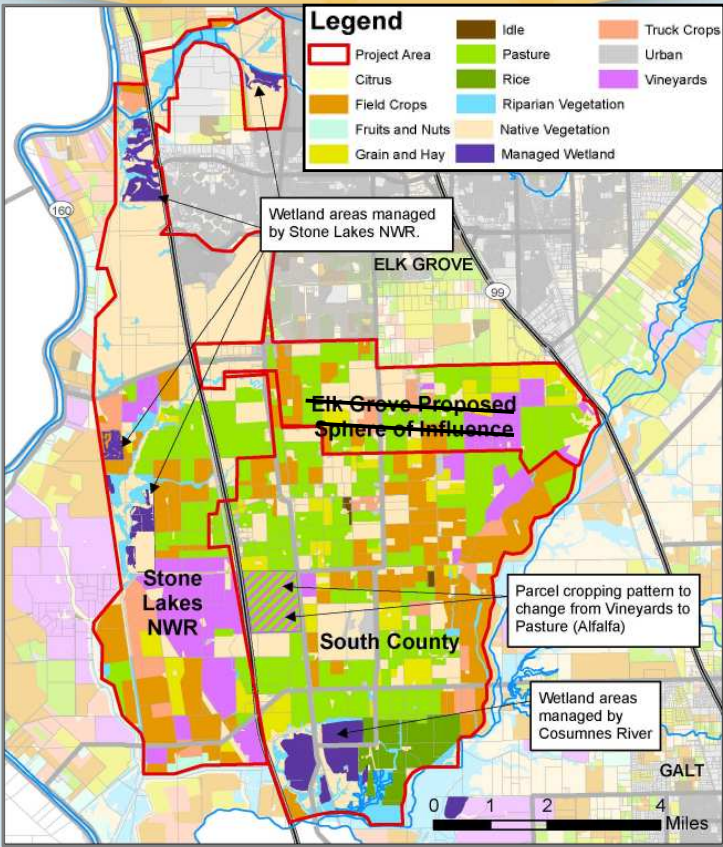 Legend
Project Area
Citrus
Field Crops
Fruits and Nuts
Grain and Hay
Idle
Pasture
Rice
Riparian Vegetation
Native Vegetation
Managed Wetland
Truck Crops
Urban
Vineyards
160
Wetland areas managed
by Stone Lakes NWR.
ELK GROVE
99
Elk Grove Proposed
Sphere of Influence
Stone
Lakes
NWR
Parcel cropping pattern to
change from Vineyards to
Pasture (Alfalfa)
South County
Wetland areas
managed by
Cosumnes River
GALT
0 1 2 4
Miles